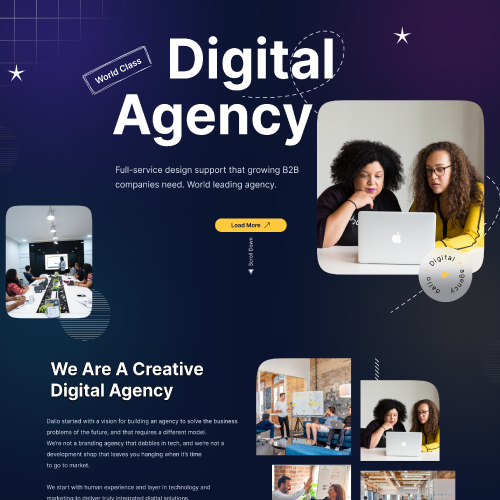 World Class
Digital
Agency
Full-service design support that growing B2B
companies need. World leading agency.
Load More
Scroll Down
Digital agency dalio
We Are A Creative
Digital Agency
Dalio started with a vision for building an agency to solve the business
problems of the future, and that requires a different model.
We're not a branding agency that dabbles in tech, and we're not a
development shop that leaves you hanging when it's time
to go to market.
We start with human experience and layer in technology and
marketing to deliver truly integrated digital solutions.